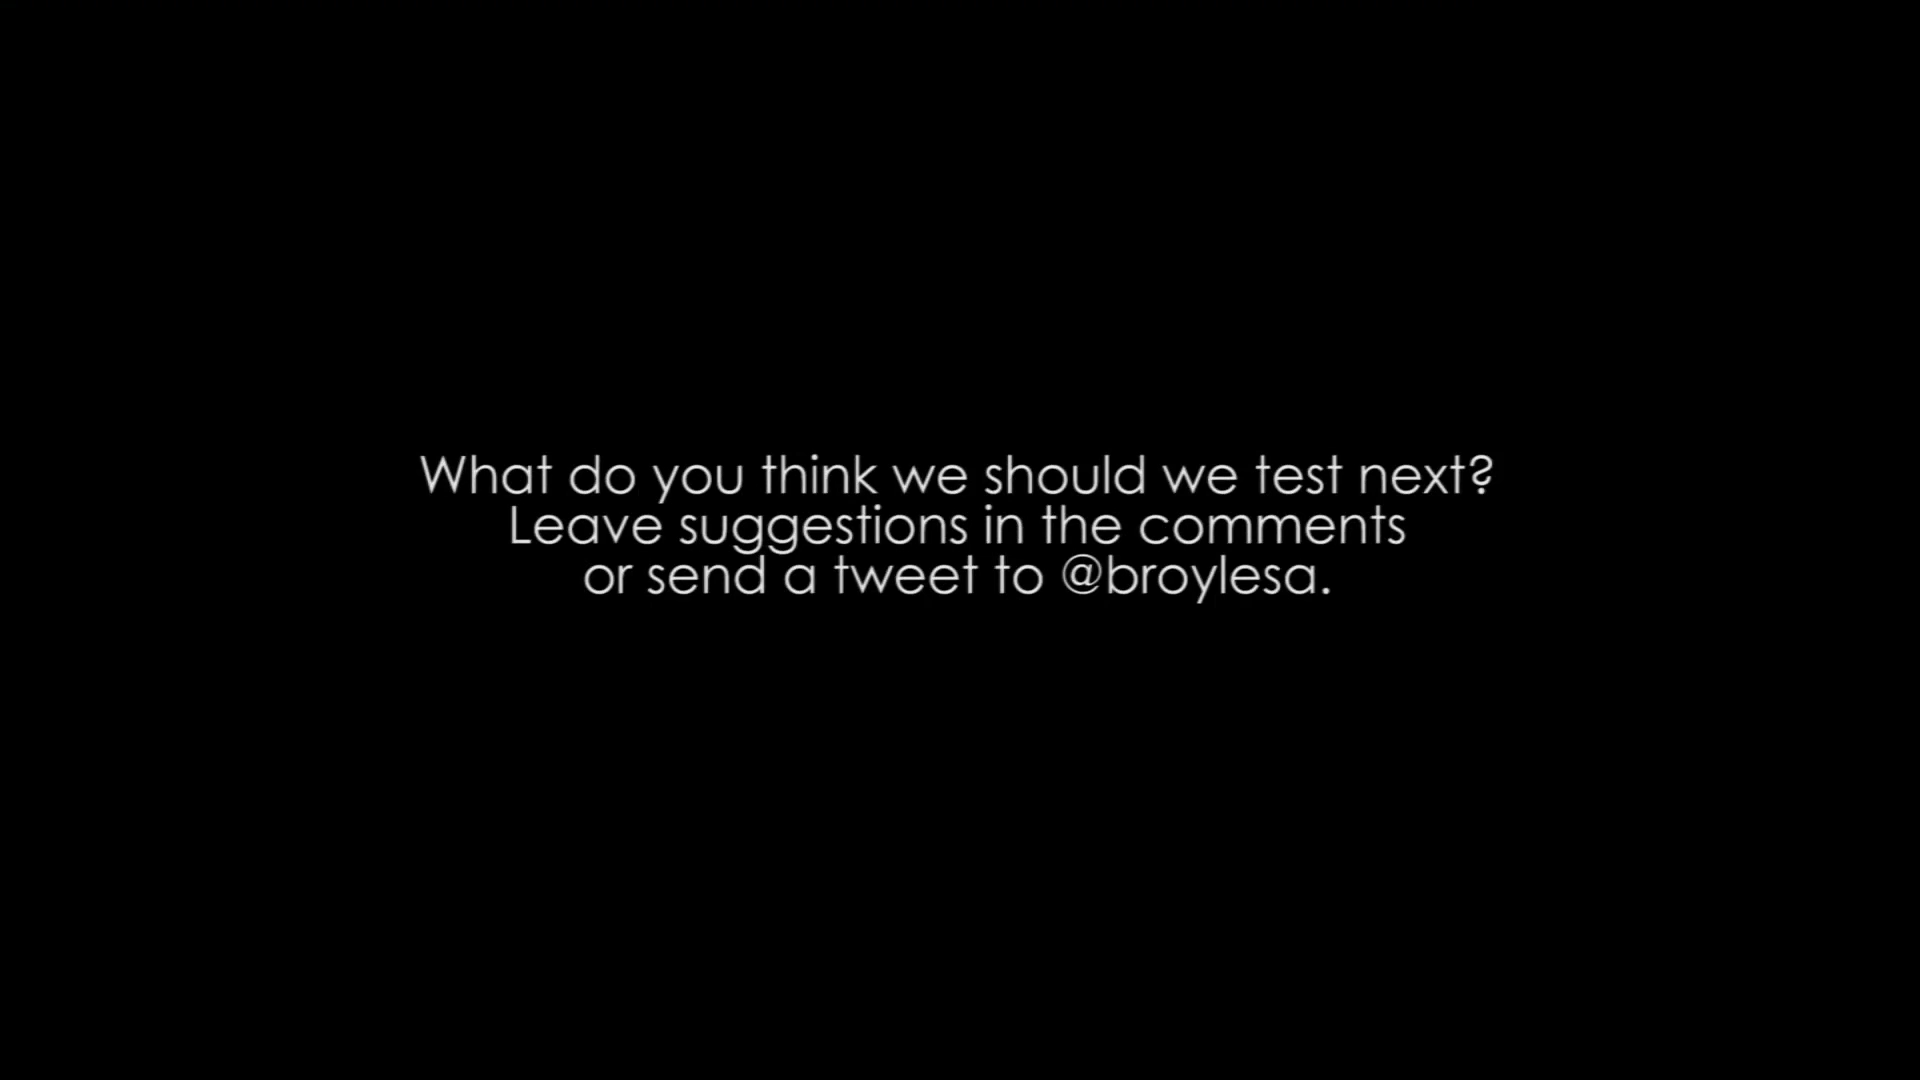 What do you think we should we test next?
Leave suggestions in the comments
or send a tweet to @broylesa.